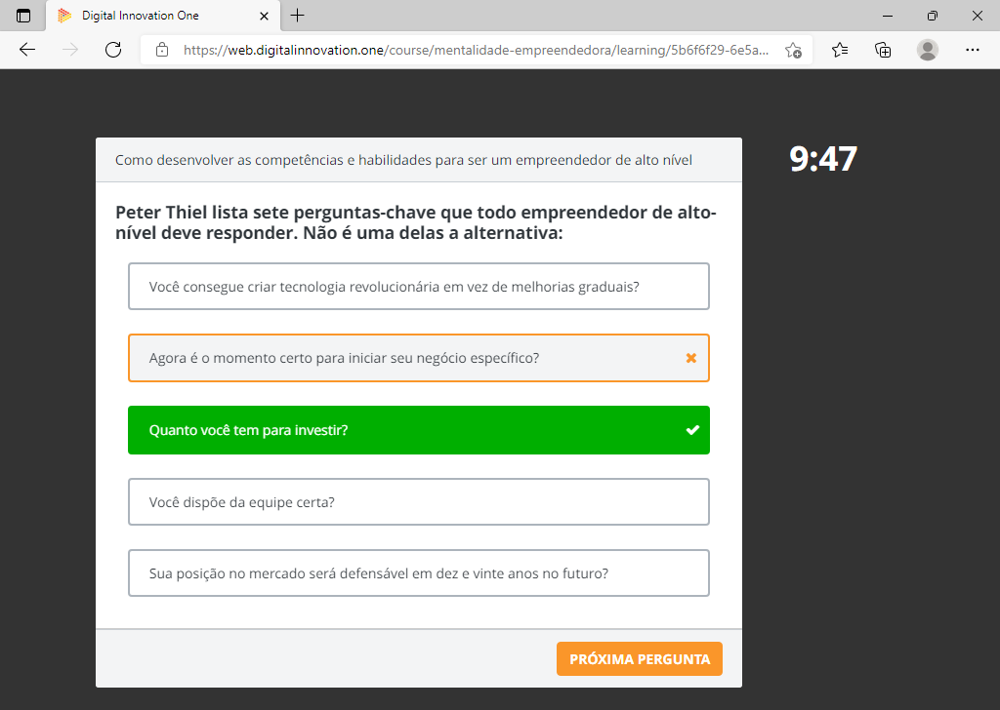 Digital Innovation One
https://web.digitalinnovation.one/course/mentalidade-empreendedora/learning/5b6f6f29-6e5a...
Como desenvolver as competências e habilidades para ser um empreendedor de alto nível
9:47
Peter Thiel lista sete perguntas-chave que todo empreendedor de alto-
nível deve responder. Não é uma delas a alternativa:
Você consegue criar tecnologia revolucionária em vez de melhorias graduais?
Agora é o momento certo para iniciar seu negócio específico?
Quanto você tem para investir?
Você dispõe da equipe certa?
Sua posição no mercado será defensável em dez e vinte anos no futuro?
PRÓXIMA PERGUNTA